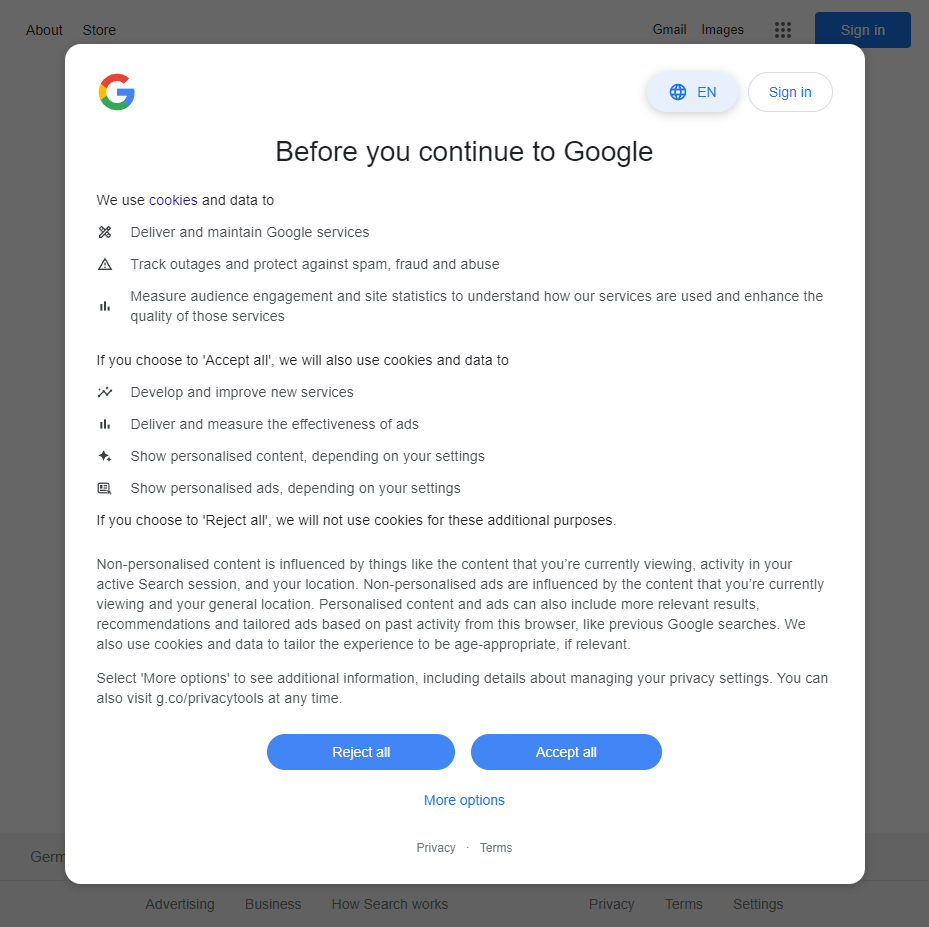 About Store Gmail Images Sign in
EN Sign in
Before you continue to Google
We use cookies and data to
Deliver and maintain Google services
Track outages and protect against spam, fraud and abuse
Measure audience engagement and site statistics to understand how our services are used and enhance the
quality of those services
If you choose to 'Accept all', we will also use cookies and data to
Develop and improve new services
Deliver and measure the effectiveness of ads
Show personalised content, depending on your settings
Show personalised ads, depending on your settings
If you choose to 'Reject all', we will not use cookies for these additional purposes.
Non-personalised content is influenced by things like the content that you’re currently viewing, activity in your
active Search session, and your location. Non-personalised ads are influenced by the content that you’re currently
viewing and your general location. Personalised content and ads can also include more relevant results,
recommendations and tailored ads based on past activity from this browser, like previous Google searches. We
also use cookies and data to tailor the experience to be age-appropriate, if relevant.
Select 'More options' to see additional information, including details about managing your privacy settings. You can
also visit g.co/privacytools at any time.
Reject all Accept all
More options
Privacy · Terms
Germ
Advertising Business How Search works Privacy Terms Settings